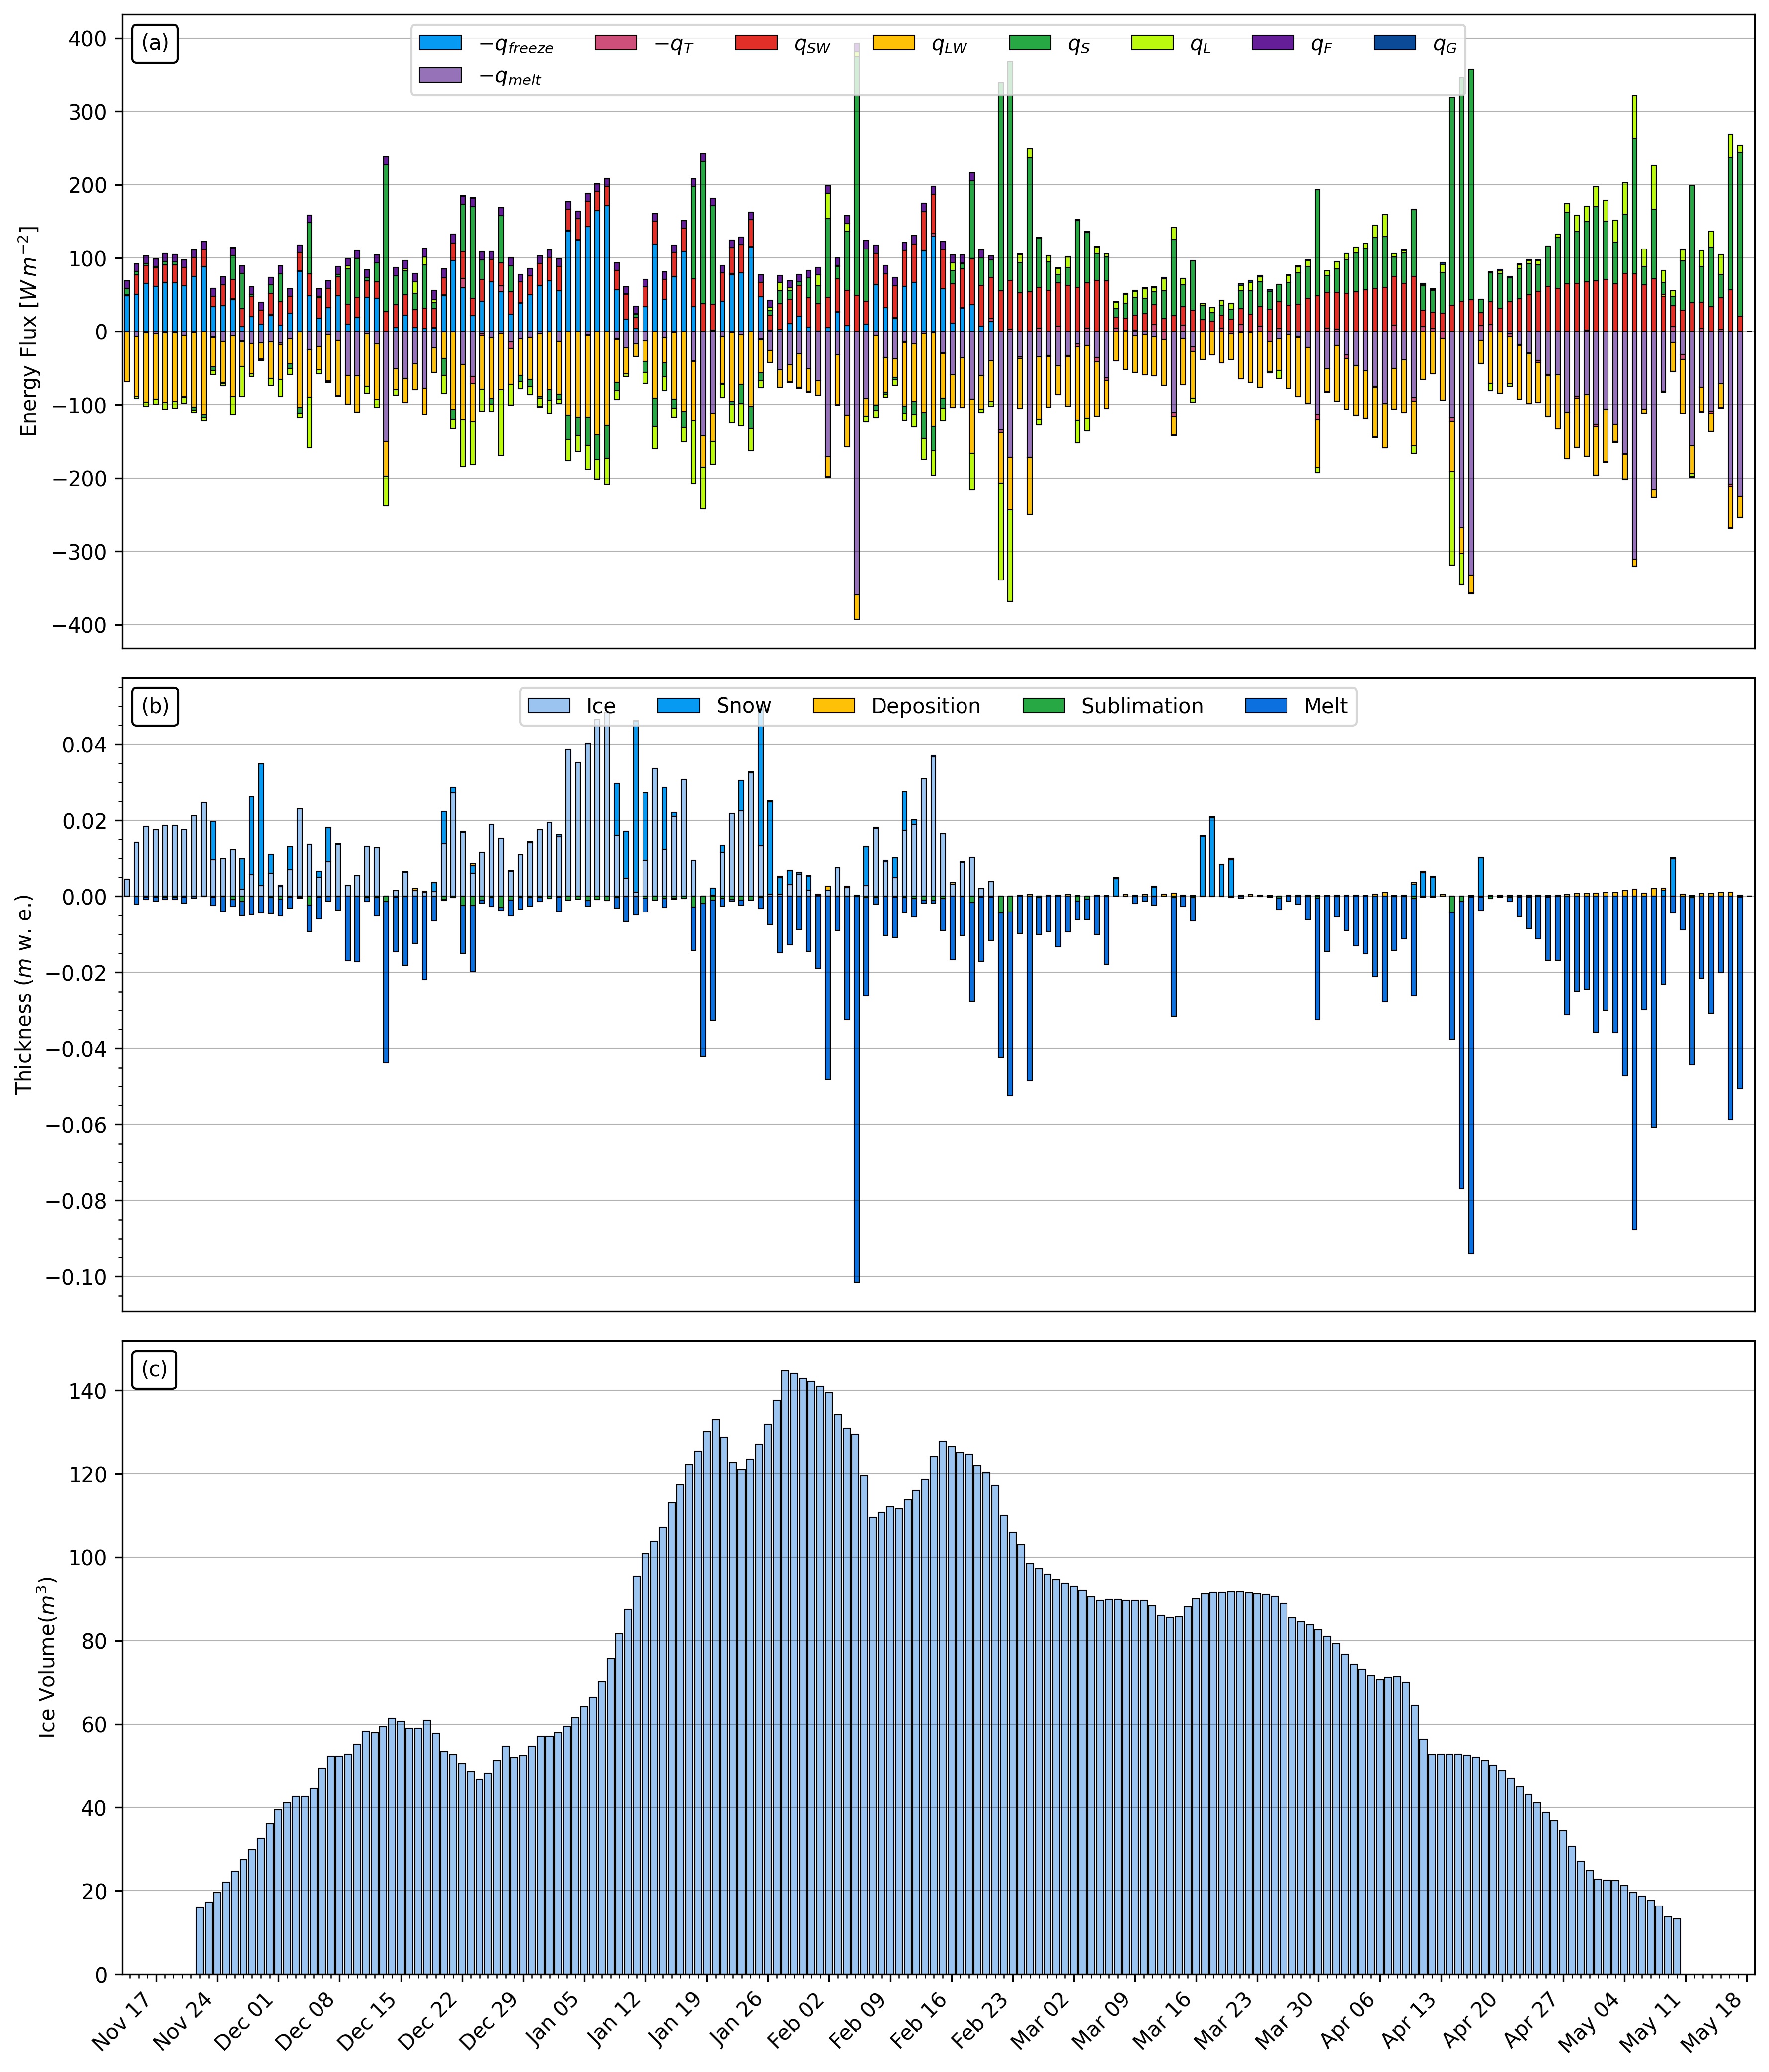 (a)
−q_freeze −q_T q_SW q_LW q_S q_L q_F q_G
−q_melt
400
300
200
100
0
−100
−200
−300
−400
Energy Flux [W m⁻²]
(b)
Ice Snow Deposition Sublimation Melt
0.04
0.02
0.00
−0.02
−0.04
−0.06
−0.08
−0.10
Thickness (m w. e.)
(c)
140
120
100
80
60
40
20
0
Ice Volume(m³)
Nov 17 Nov 24 Dec 01 Dec 08 Dec 15 Dec 22 Dec 29 Jan 05 Jan 12 Jan 19 Jan 26 Feb 02 Feb 09 Feb 16 Feb 23 Mar 02 Mar 09 Mar 16 Mar 23 Mar 30 Apr 06 Apr 13 Apr 20 Apr 27 May 04 May 11 May 18